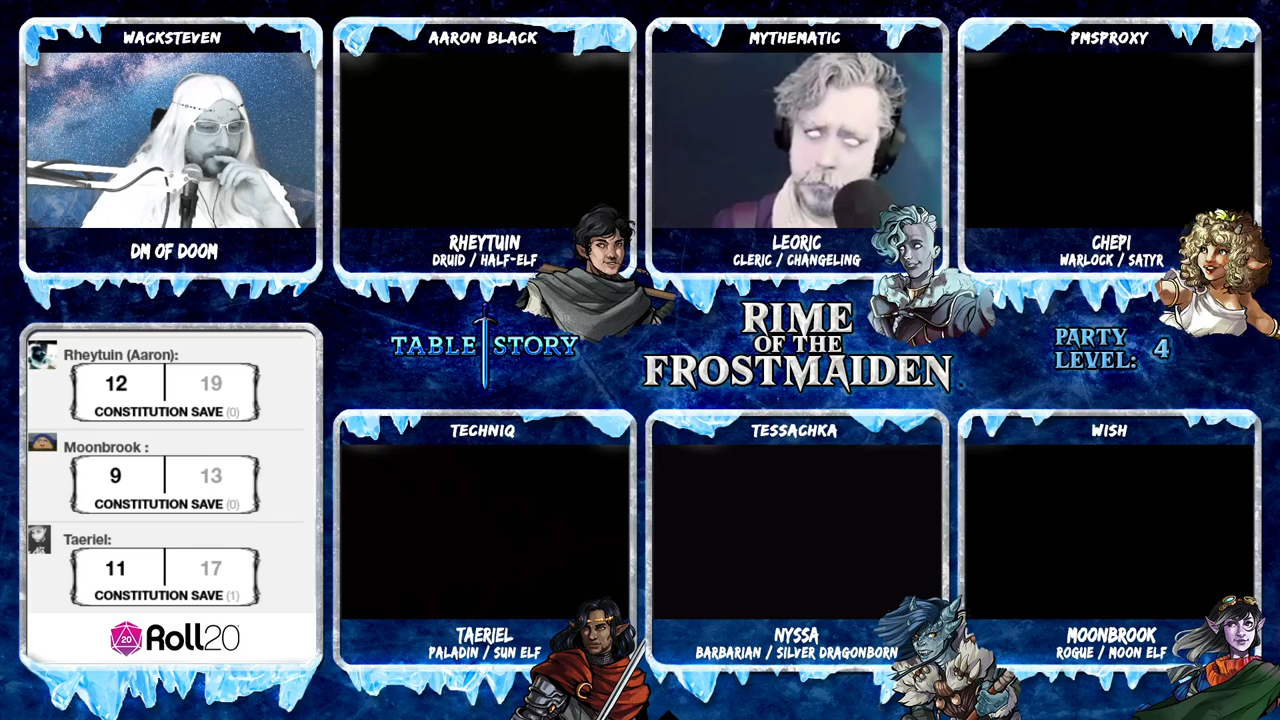 WACKSTEVEN
DM OF DOOM
AARON BLACK
RHEYTUIN
DRUID / HALF-ELF
MYTHEMATIC
LEORIC
CLERIC / CHANGELING
PMSPROXY
CHEPI
WARLOCK / SATYR
TABLE STORY
RIME
OF THE
FROSTMAIDEN
PARTY
LEVEL: 4
Rheytuin (Aaron):
12 19
CONSTITUTION SAVE (0)
Moonbrook :
9 13
CONSTITUTION SAVE (0)
Taeriel:
11 17
CONSTITUTION SAVE (1)
20 Roll20
TECHNIQ
TAERIEL
PALADIN / SUN ELF
TESSACHKA
NYSSA
BARBARIAN / SILVER DRAGONBORN
WISH
MOONBROOK
ROGUE / MOON ELF